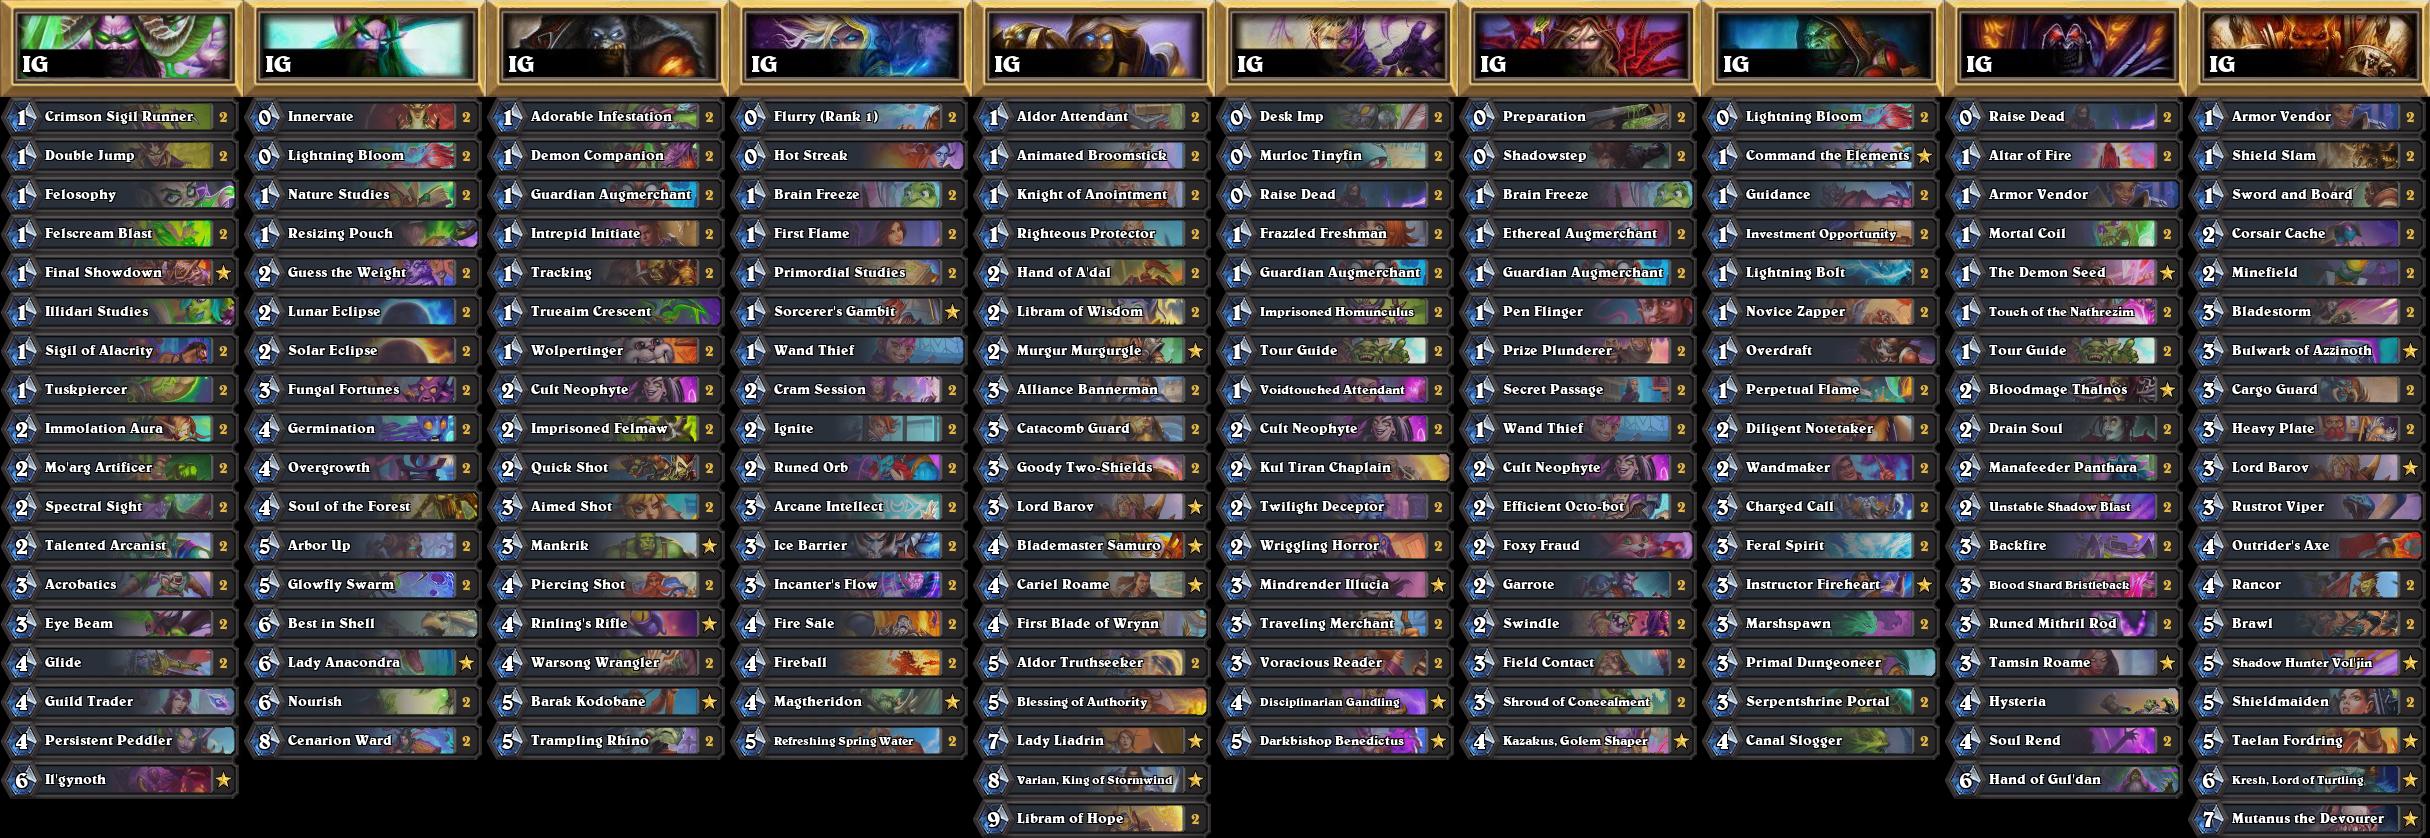 IG
1 Crimson Sigil Runner 2
1 Double Jump 2
1 Felosophy
1 Felscream Blast 2
1 Final Showdown
1 Illidari Studies
1 Sigil of Alacrity 2
1 Tuskpiercer 2
2 Immolation Aura 2
2 Mo'arg Artificer 2
2 Spectral Sight 2
2 Talented Arcanist 2
3 Acrobatics 2
3 Eye Beam 2
4 Glide 2
4 Guild Trader
4 Persistent Peddler
6 Il'gynoth
IG
0 Innervate 2
0 Lightning Bloom 2
1 Nature Studies 2
1 Resizing Pouch
2 Guess the Weight 2
2 Lunar Eclipse 2
2 Solar Eclipse 2
3 Fungal Fortunes 2
4 Germination 2
4 Overgrowth 2
4 Soul of the Forest
5 Arbor Up 2
5 Glowfly Swarm 2
6 Best in Shell
6 Lady Anacondra
6 Nourish 2
8 Cenarion Ward 2
IG
1 Adorable Infestation 2
1 Demon Companion 2
1 Guardian Augmerchant 2
1 Intrepid Initiate 2
1 Tracking 2
1 Trueaim Crescent
1 Wolpertinger 2
2 Cult Neophyte 2
2 Imprisoned Felmaw 2
2 Quick Shot 2
3 Aimed Shot 2
3 Mankrik
4 Piercing Shot 2
4 Rinling's Rifle
4 Warsong Wrangler 2
5 Barak Kodobane
5 Trampling Rhino 2
IG
0 Flurry (Rank 1) 2
0 Hot Streak
1 Brain Freeze 2
1 First Flame 2
1 Primordial Studies 2
1 Sorcerer's Gambit
1 Wand Thief
2 Cram Session 2
2 Ignite 2
2 Runed Orb 2
3 Arcane Intellect 2
3 Ice Barrier 2
3 Incanter's Flow 2
4 Fire Sale 2
4 Fireball 2
4 Magtheridon
5 Refreshing Spring Water 2
IG
1 Aldor Attendant 2
1 Animated Broomstick 2
1 Knight of Anointment 2
1 Righteous Protector 2
2 Hand of A'dal 2
2 Libram of Wisdom 2
2 Murgur Murgurgle
3 Alliance Bannerman 2
3 Catacomb Guard 2
3 Goody Two-Shields 2
3 Lord Barov
4 Blademaster Samuro
4 Cariel Roame
4 First Blade of Wrynn
5 Aldor Truthseeker 2
5 Blessing of Authority
7 Lady Liadrin
8 Varian, King of Stormwind
9 Libram of Hope 2
IG
0 Desk Imp 2
0 Murloc Tinyfin 2
0 Raise Dead 2
1 Frazzled Freshman 2
1 Guardian Augmerchant 2
1 Imprisoned Homunculus 2
1 Tour Guide 2
1 Voidtouched Attendant 2
2 Cult Neophyte 2
2 Kul Tiran Chaplain
2 Twilight Deceptor 2
2 Wriggling Horror 2
3 Mindrender Illucia
3 Traveling Merchant 2
3 Voracious Reader 2
4 Disciplinarian Gandling
5 Darkbishop Benedictus
IG
0 Preparation 2
0 Shadowstep 2
1 Brain Freeze
1 Ethereal Augmerchant 2
1 Guardian Augmerchant 2
1 Pen Flinger
1 Prize Plunderer 2
1 Secret Passage 2
1 Wand Thief 2
2 Cult Neophyte 2
2 Efficient Octo-bot 2
2 Foxy Fraud
2 Garrote 2
2 Swindle 2
3 Field Contact 2
3 Shroud of Concealment 2
4 Kazakus, Golem Shaper
IG
0 Lightning Bloom 2
1 Command the Elements
1 Guidance 2
1 Investment Opportunity 2
1 Lightning Bolt 2
1 Novice Zapper 2
1 Overdraft
1 Perpetual Flame 2
2 Diligent Notetaker 2
2 Wandmaker 2
3 Charged Call 2
3 Feral Spirit 2
3 Instructor Fireheart
3 Marshspawn 2
3 Primal Dungeoneer
3 Serpentshrine Portal 2
4 Canal Slogger 2
IG
0 Raise Dead 2
1 Altar of Fire 2
1 Armor Vendor
1 Mortal Coil 2
1 The Demon Seed
1 Touch of the Nathrezim 2
1 Tour Guide 2
2 Bloodmage Thalnos
2 Drain Soul 2
2 Manafeeder Panthara 2
2 Unstable Shadow Blast 2
3 Backfire 2
3 Blood Shard Bristleback 2
3 Runed Mithril Rod 2
3 Tamsin Roame
4 Hysteria
4 Soul Rend 2
6 Hand of Gul'dan
IG
1 Armor Vendor 2
1 Shield Slam 2
1 Sword and Board 2
2 Corsair Cache 2
2 Minefield 2
3 Bladestorm 2
3 Bulwark of Azzinoth
3 Cargo Guard 2
3 Heavy Plate 2
3 Lord Barov
3 Rustrot Viper
4 Outrider's Axe
4 Rancor 2
5 Brawl 2
5 Shadow Hunter Vol'jin
5 Shieldmaiden 2
5 Taelan Fordring
6 Kresh, Lord of Turtling
7 Mutanus the Devourer